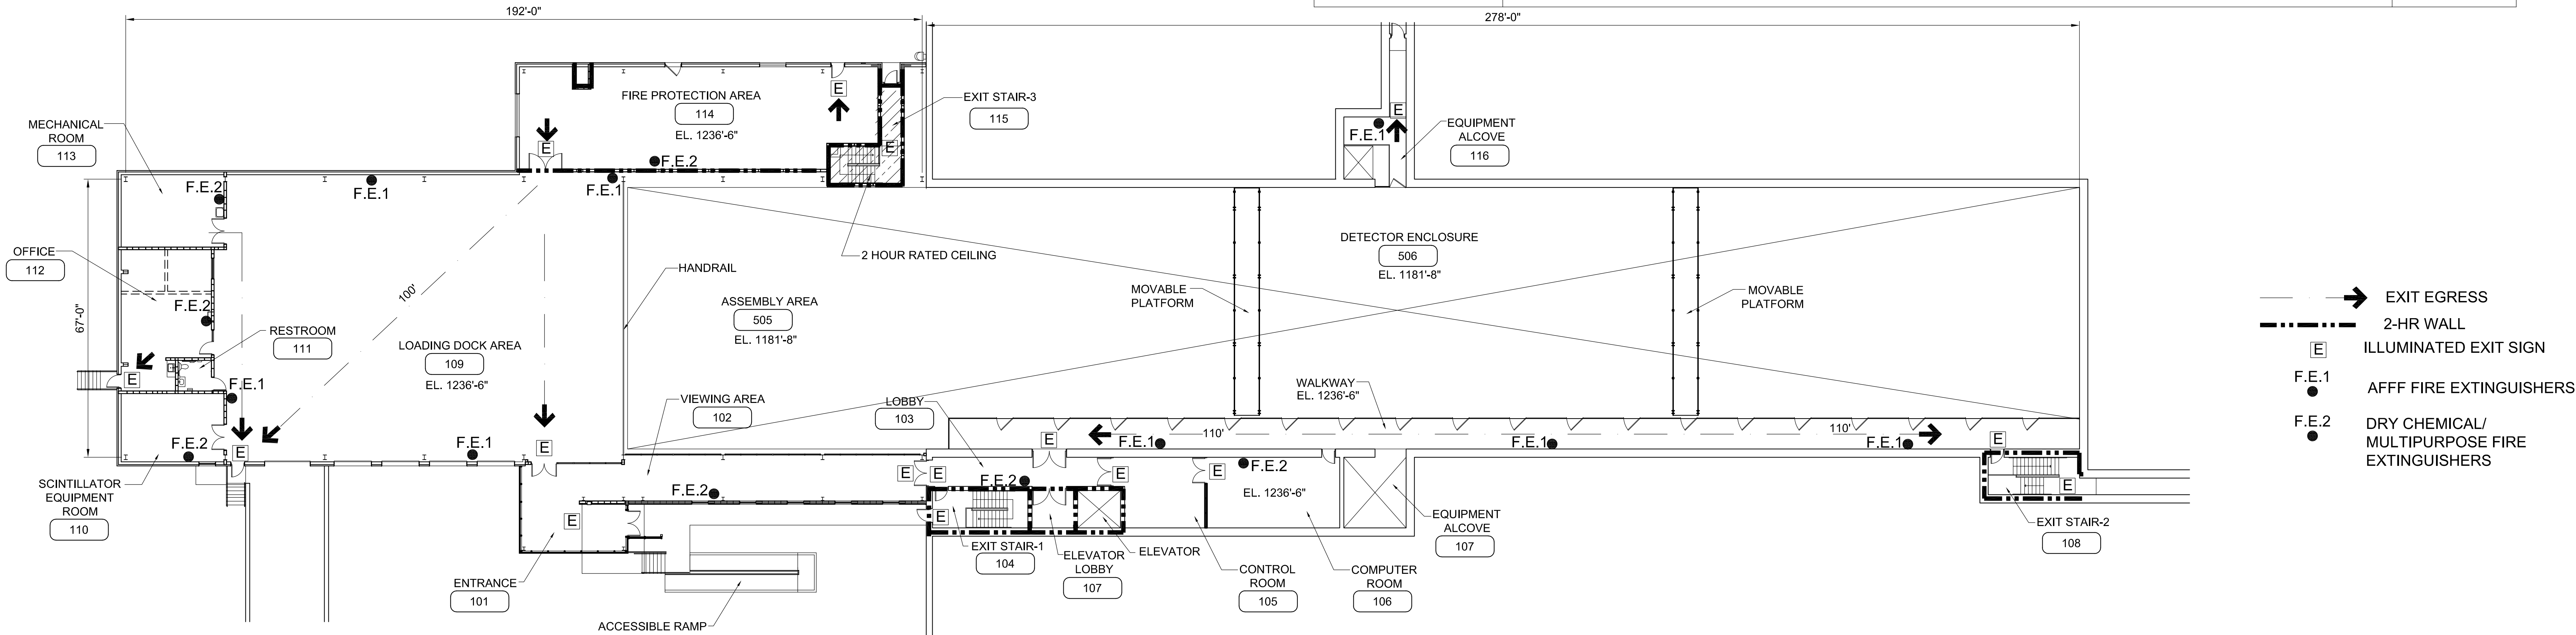 192'-0"
278'-0"
FIRE PROTECTION AREA
114
EL. 1236'-6"
E
E
EXIT STAIR-3
115
E
F.E.2
F.E.1
F.E.1
MECHANICAL
ROOM
113
F.E.2
E
F.E.1
EQUIPMENT
ALCOVE
116
2 HOUR RATED CEILING
OFFICE
112
F.E.2
67'-0"
100'
HANDRAIL
ASSEMBLY AREA
505
EL. 1181'-8"
DETECTOR ENCLOSURE
506
EL. 1181'-8"
MOVABLE
PLATFORM
MOVABLE
PLATFORM
RESTROOM
111
LOADING DOCK AREA
109
EL. 1236'-6"
E
F.E.1
VIEWING AREA
102
LOBBY
103
WALKWAY
EL. 1236'-6"
110'
110'
F.E.1
F.E.1
F.E.1
F.E.2
E
F.E.1
E
E
E
E
E
E
E
SCINTILLATOR
EQUIPMENT
ROOM
110
F.E.2
F.E.2
F.E.2
EL. 1236'-6"
E
E
E
ENTRANCE
101
ACCESSIBLE RAMP
EXIT STAIR-1
104
ELEVATOR
LOBBY
107
ELEVATOR
CONTROL
ROOM
105
COMPUTER
ROOM
106
EQUIPMENT
ALCOVE
107
EXIT STAIR-2
108
EXIT EGRESS
2-HR WALL
E
ILLUMINATED EXIT SIGN
F.E.1
AFFF FIRE EXTINGUISHERS
F.E.2
DRY CHEMICAL/
MULTIPURPOSE FIRE
EXTINGUISHERS